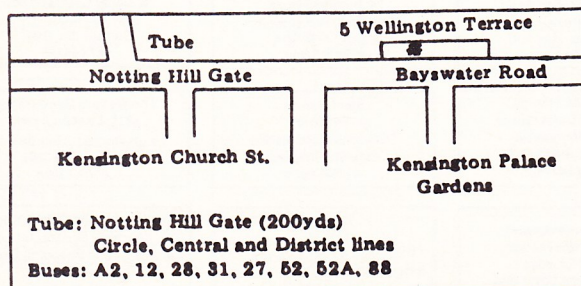 5 Wellington Terrace
Tube
Notting Hill Gate
Bayswater Road
Kensington Church St.
Kensington Palace
Gardens
Tube: Notting Hill Gate (200yds)
Circle, Central and District lines
Buses: A2, 12, 28, 31, 27, 52, 52A, 88